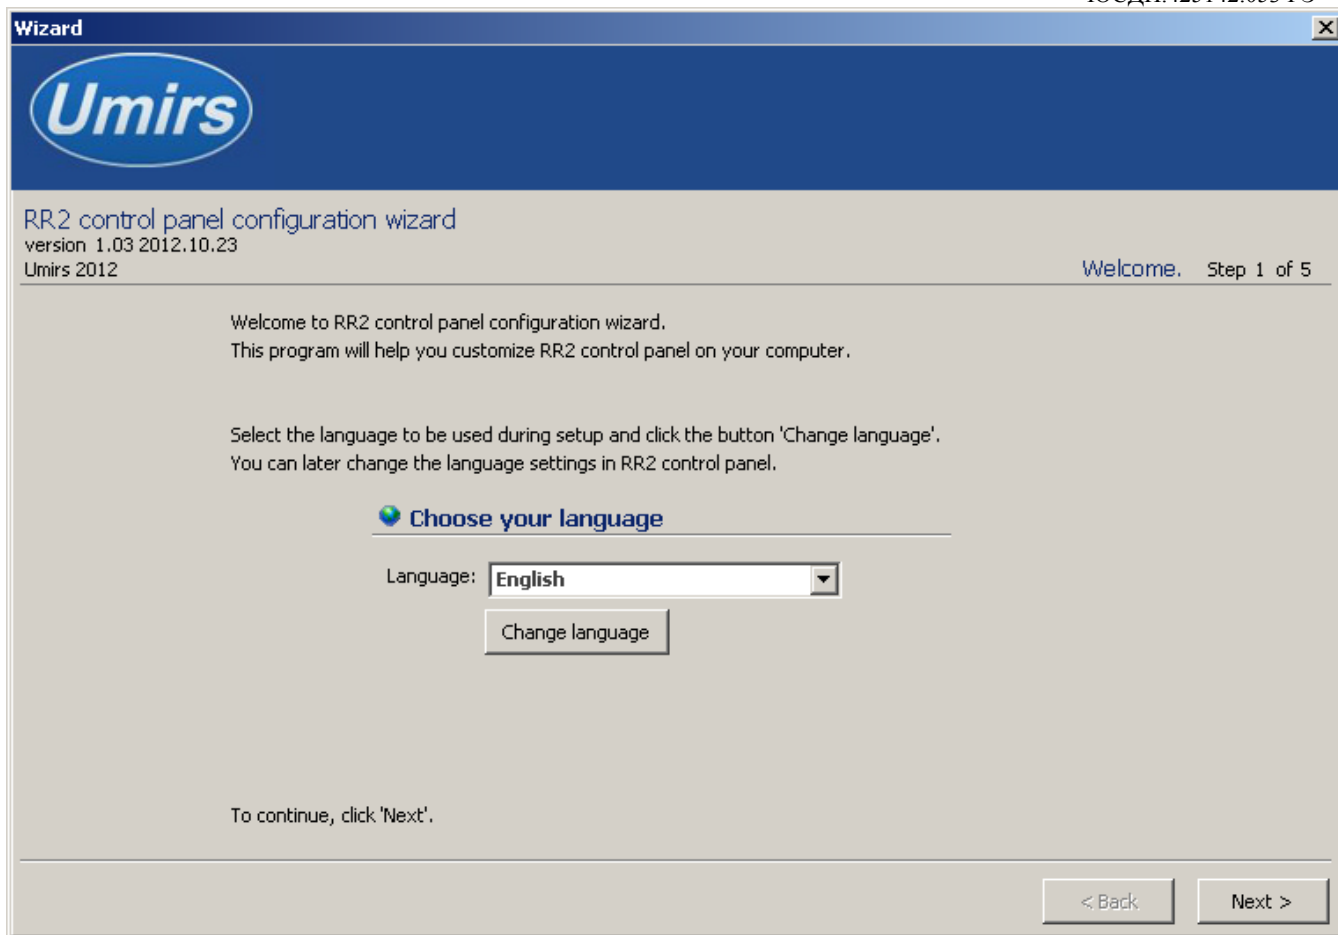 Wizard
Umirs
RR2 control panel configuration wizard
version 1.03 2012.10.23
Umirs 2012
Welcome. Step 1 of 5
Welcome to RR2 control panel configuration wizard.
This program will help you customize RR2 control panel on your computer.
Select the language to be used during setup and click the button 'Change language'.
You can later change the language settings in RR2 control panel.
Choose your language
Language: English
Change language
To continue, click 'Next'.
< Back Next >